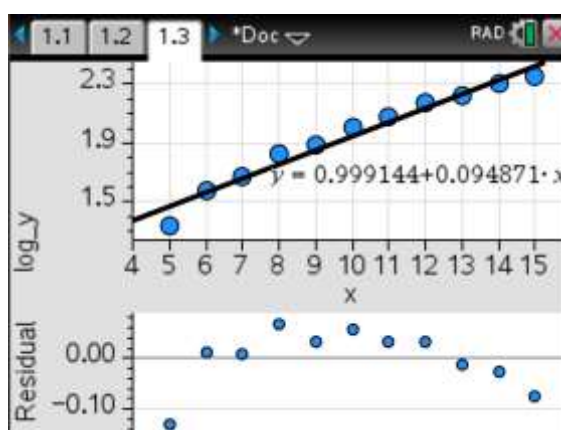 1.1 1.2 1.3 *Doc RAD
2.3
1.9
1.5
log_y
y = 0.999144+0.094871·x
4 5 6 7 8 9 10 11 12 13 14 15
x
Residual
0.00
−0.10